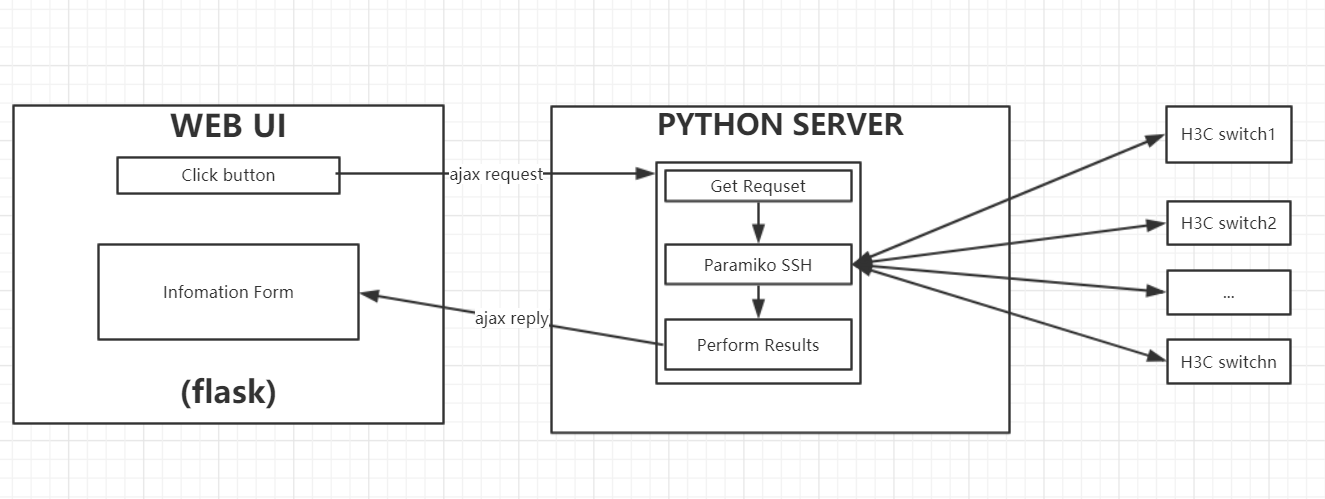 WEB UI
Click button
Infomation Form
(flask)
ajax request
ajax reply
PYTHON SERVER
Get Requset
Paramiko SSH
Perform Results
H3C switch1
H3C switch2
...
H3C switchn